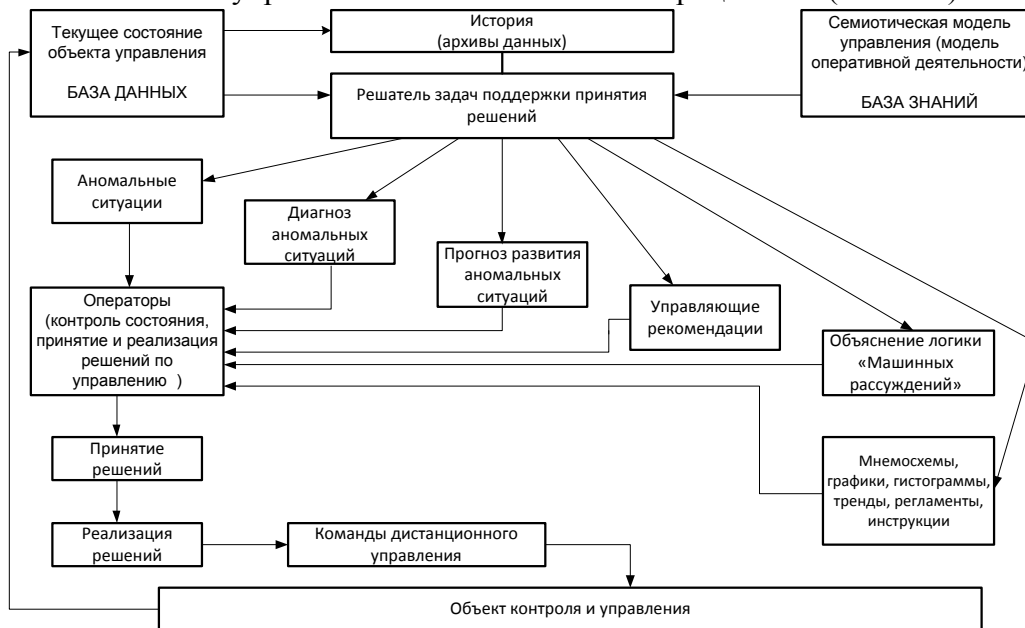 Текущее состояние
объекта управления
БАЗА ДАННЫХ
История
(архивы данных)
Семиотическая модель
управления (модель
оперативной деятельности)
БАЗА ЗНАНИЙ
Решатель задач поддержки принятия
решений
Аномальные
ситуации
Диагноз
аномальных
ситуаций
Прогноз развития
аномальных
ситуаций
Управляющие
рекомендации
Объяснение логики
«Машинных
рассуждений»
Операторы
(контроль состояния,
принятие и реализация
решений по
управлению )
Мнемосхемы,
графики, гистограммы,
тренды, регламенты,
инструкции
Принятие
решений
Реализация
решений
Команды дистанционного
управления
Объект контроля и управления